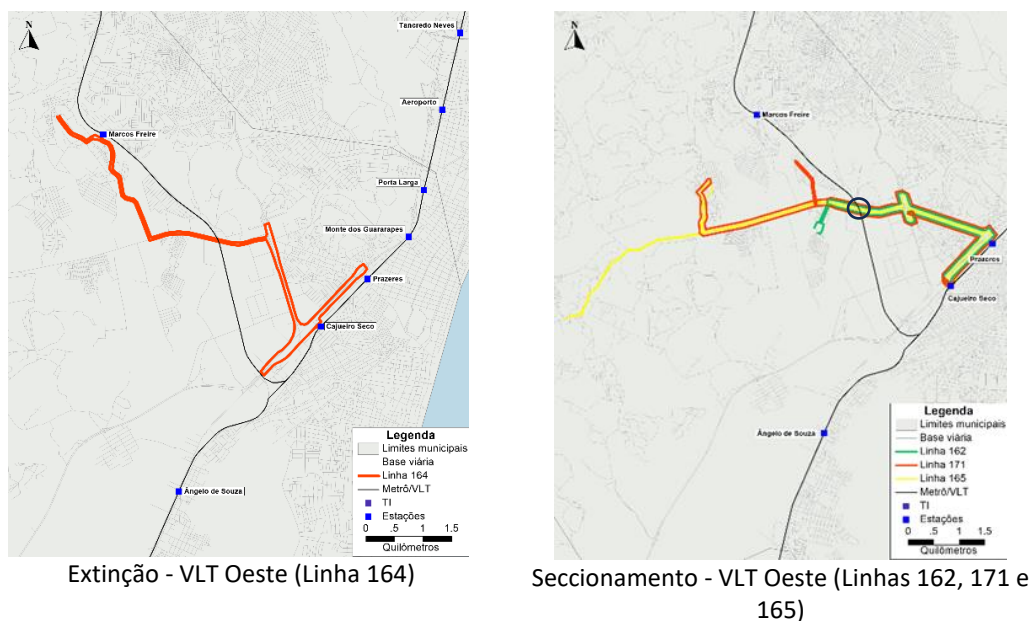 N
Tancredo Neves
Aeroporto
Marcos Freire
Porta Larga
Monte dos Guararapes
Prazeres
Cajueiro Seco
Ângelo de Souza
Legenda
Limites municipais
Base viária
Linha 164
Metrô/VLT
TI
Estações
0 .5 1 1.5
Quilômetros
Extinção - VLT Oeste (Linha 164)
N
Marcos Freire
Prazeres
Cajueiro Seco
Ângelo de Souza
Legenda
Limites municipais
Base viária
Linha 162
Linha 171
Linha 165
Metrô/VLT
TI
Estações
0 .5 1 1.5
Quilômetros
Seccionamento - VLT Oeste (Linhas 162, 171 e
165)